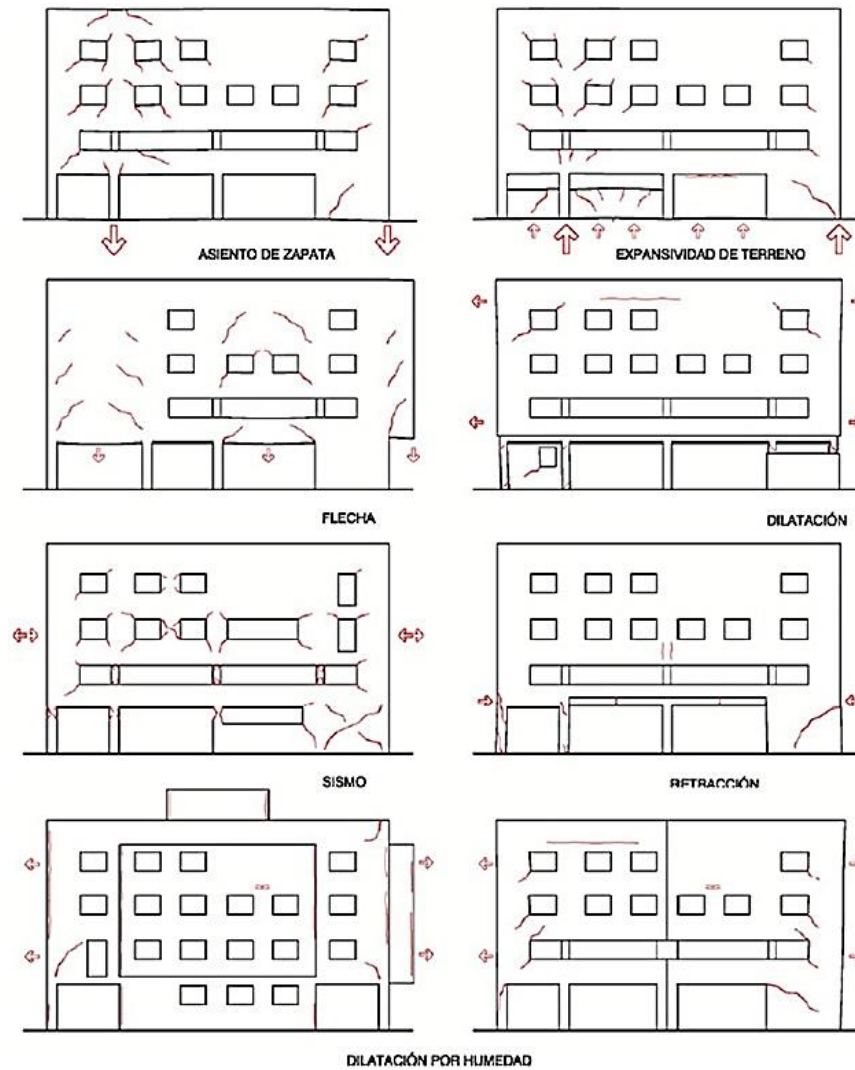 ASIENTO DE ZAPATA
EXPANSIVIDAD DE TERRENO
FLECHA
DILATACIÓN
SISMO
RETRACCIÓN
DILATACIÓN POR HUMEDAD